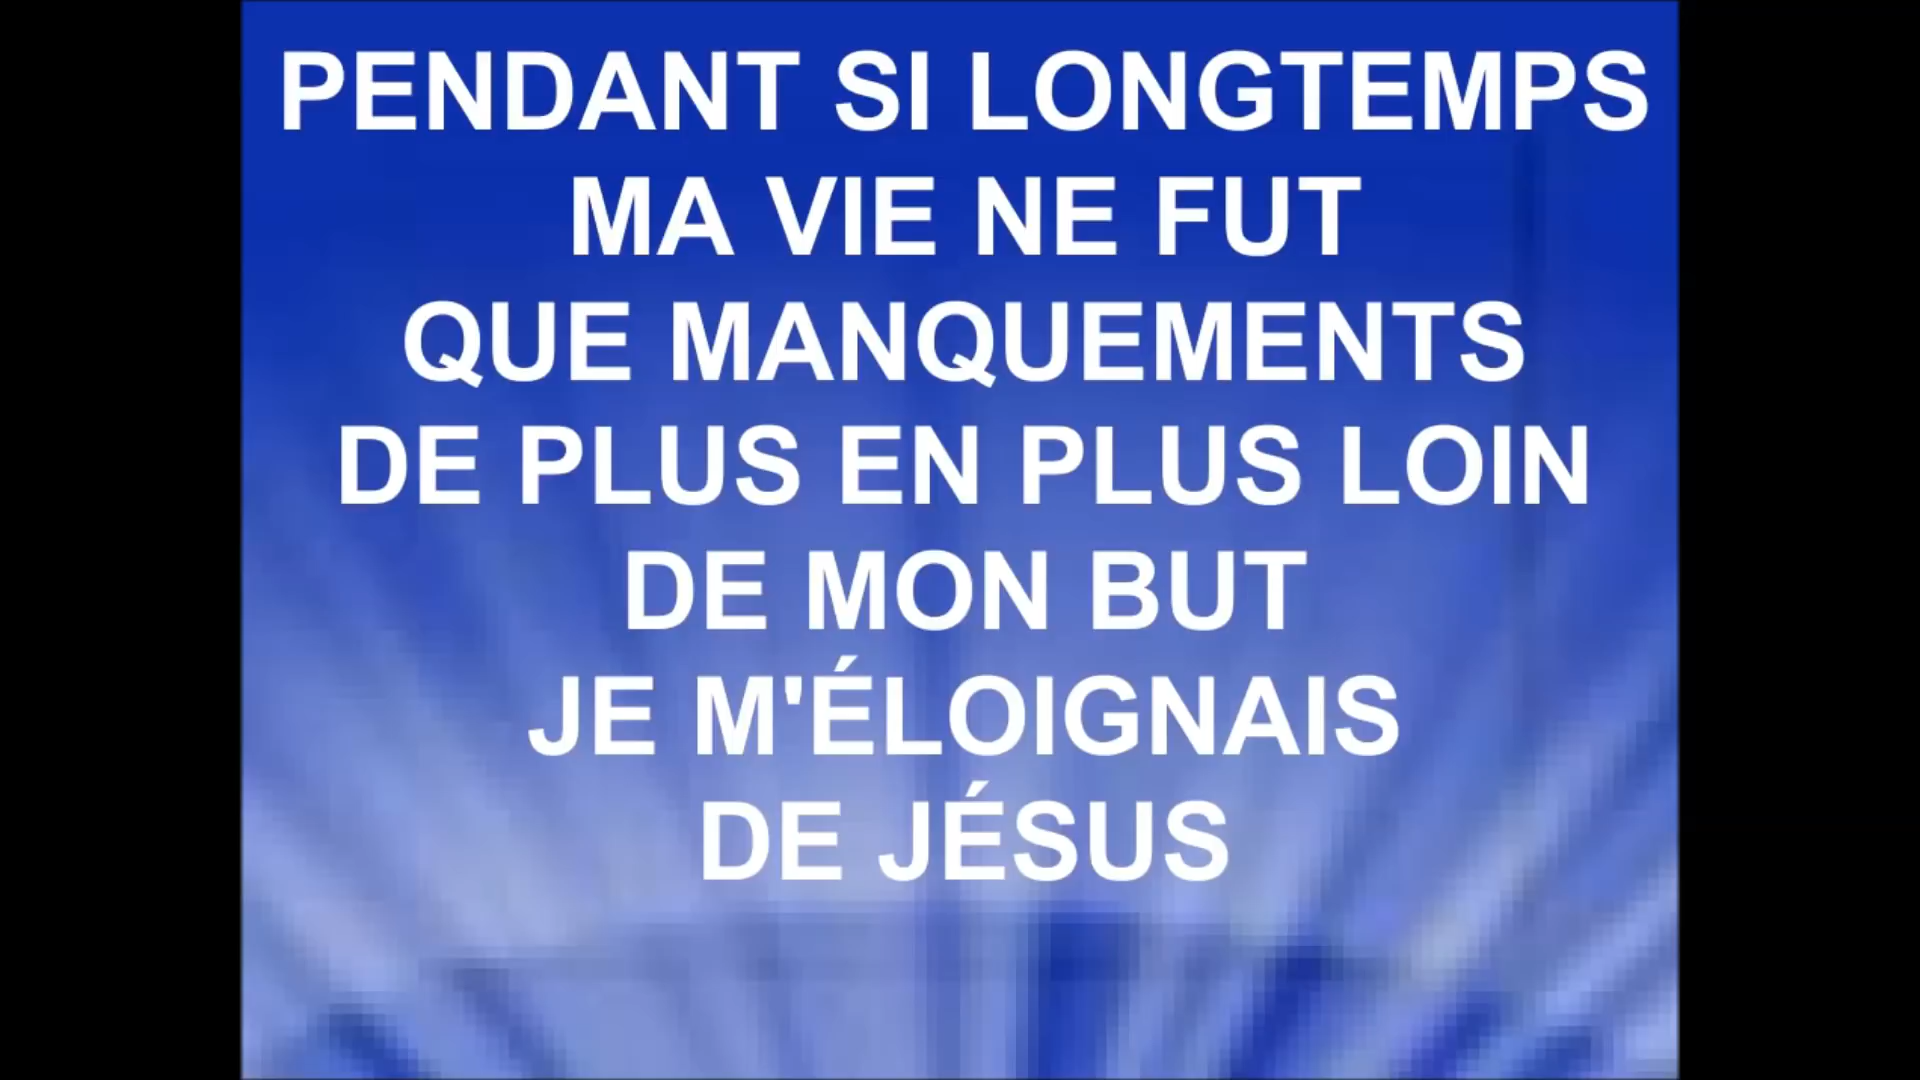 PENDANT SI LONGTEMPS
MA VIE NE FUT
QUE MANQUEMENTS
DE PLUS EN PLUS LOIN
DE MON BUT
JE M'ÉLOIGNAIS
DE JÉSUS